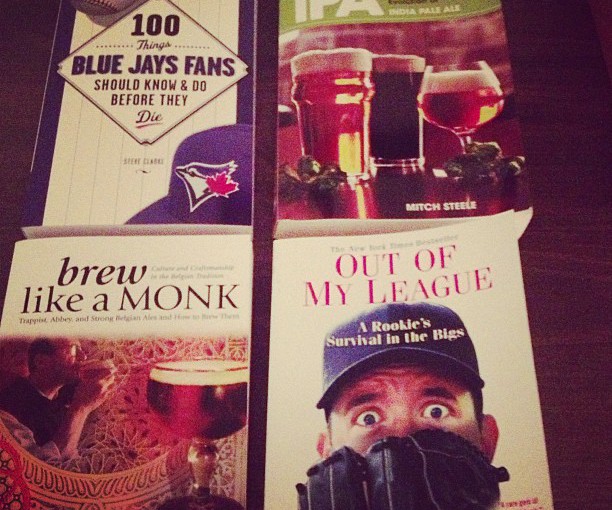 100
Things
BLUE JAYS FANS
SHOULD KNOW & DO
BEFORE THEY
Die
STEVE CLARKE
IPA
INDIA PALE ALE
MITCH STEELE
brew
Culture and Craftsmanship
in the Belgian Tradition
like a MONK
Trappist, Abbey, and Strong Belgian Ales and How to Brew Them
The New York Times Bestseller
OUT OF
MY LEAGUE
A Rookie's
Survival in the Bigs